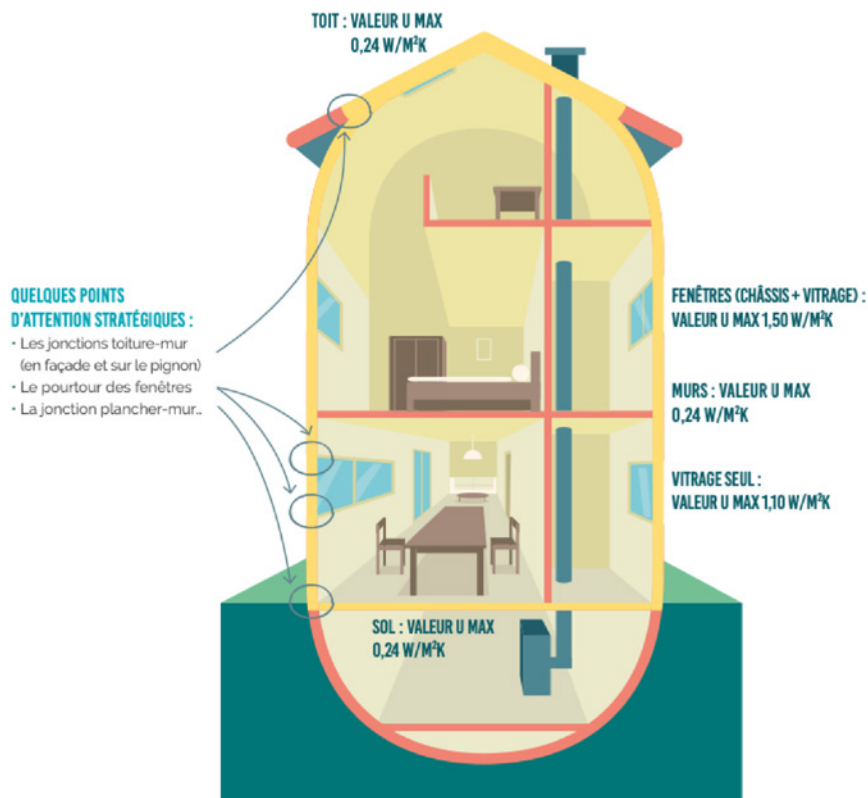 TOIT : VALEUR U MAX
0,24 W/M²K
QUELQUES POINTS
D'ATTENTION STRATÉGIQUES :
• Les jonctions toiture-mur
(en façade et sur le pignon)
• Le pourtour des fenêtres
• La jonction plancher-mur...
FENÊTRES (CHÂSSIS + VITRAGE) :
VALEUR U MAX 1,50 W/M²K
MURS : VALEUR U MAX
0,24 W/M²K
VITRAGE SEUL :
VALEUR U MAX 1,10 W/M²K
SOL : VALEUR U MAX
0,24 W/M²K